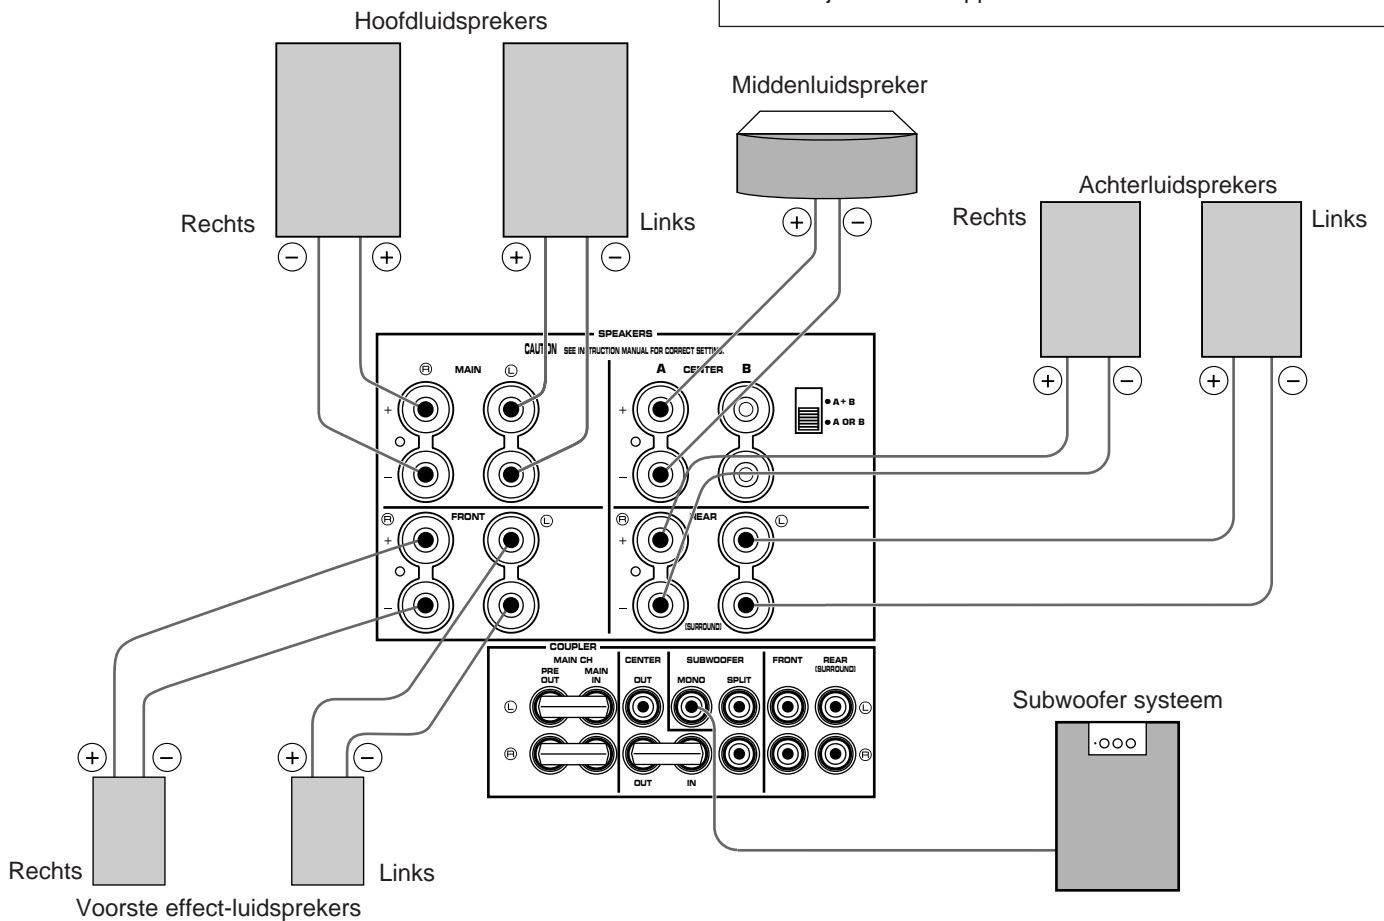 Hoofdluidsprekers
Middenluidspreker
Achterluidsprekers
Rechts
Links
Rechts
Links
− +
+ −
+ −
+ −
+ −
SPEAKERS
CAUTION SEE INSTRUCTION MANUAL FOR CORRECT SETTING.
R MAIN L
A CENTER B
+
−
+
−
• A + B
• A OR B
R FRONT L
R REAR L
+
−
+
−
(SURROUND)
COUPLER
MAIN CH
PRE OUT
MAIN IN
CENTER
OUT
SUBWOOFER
MONO SPLIT
FRONT
REAR
(SURROUND)
L
L
R
R
OUT IN
+ −
+ −
Rechts
Links
Voorste effect-luidsprekers
Subwoofer systeem